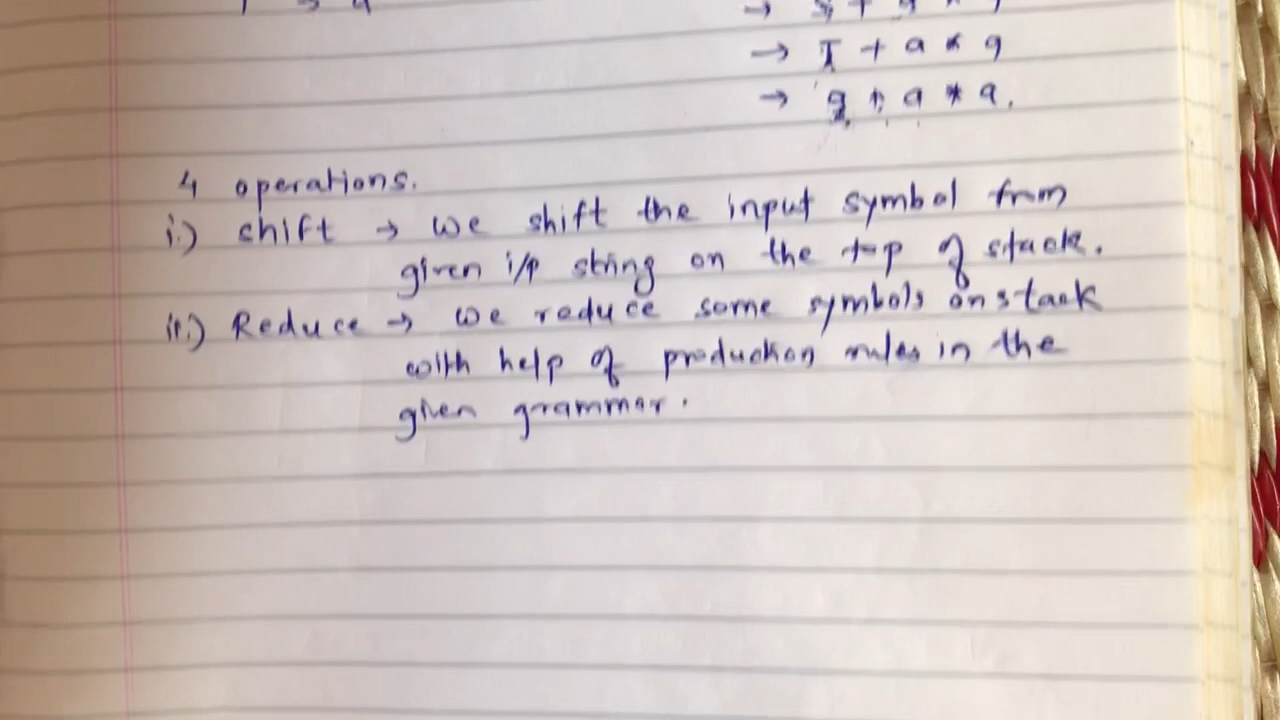 → T + a * a
→ a + a * a.
4 operations.
i.) shift → we shift the input symbol from
given i/p string on the top of stack.
ii.) Reduce → we reduce some symbols on stack
with help of production rules in the
given grammar.